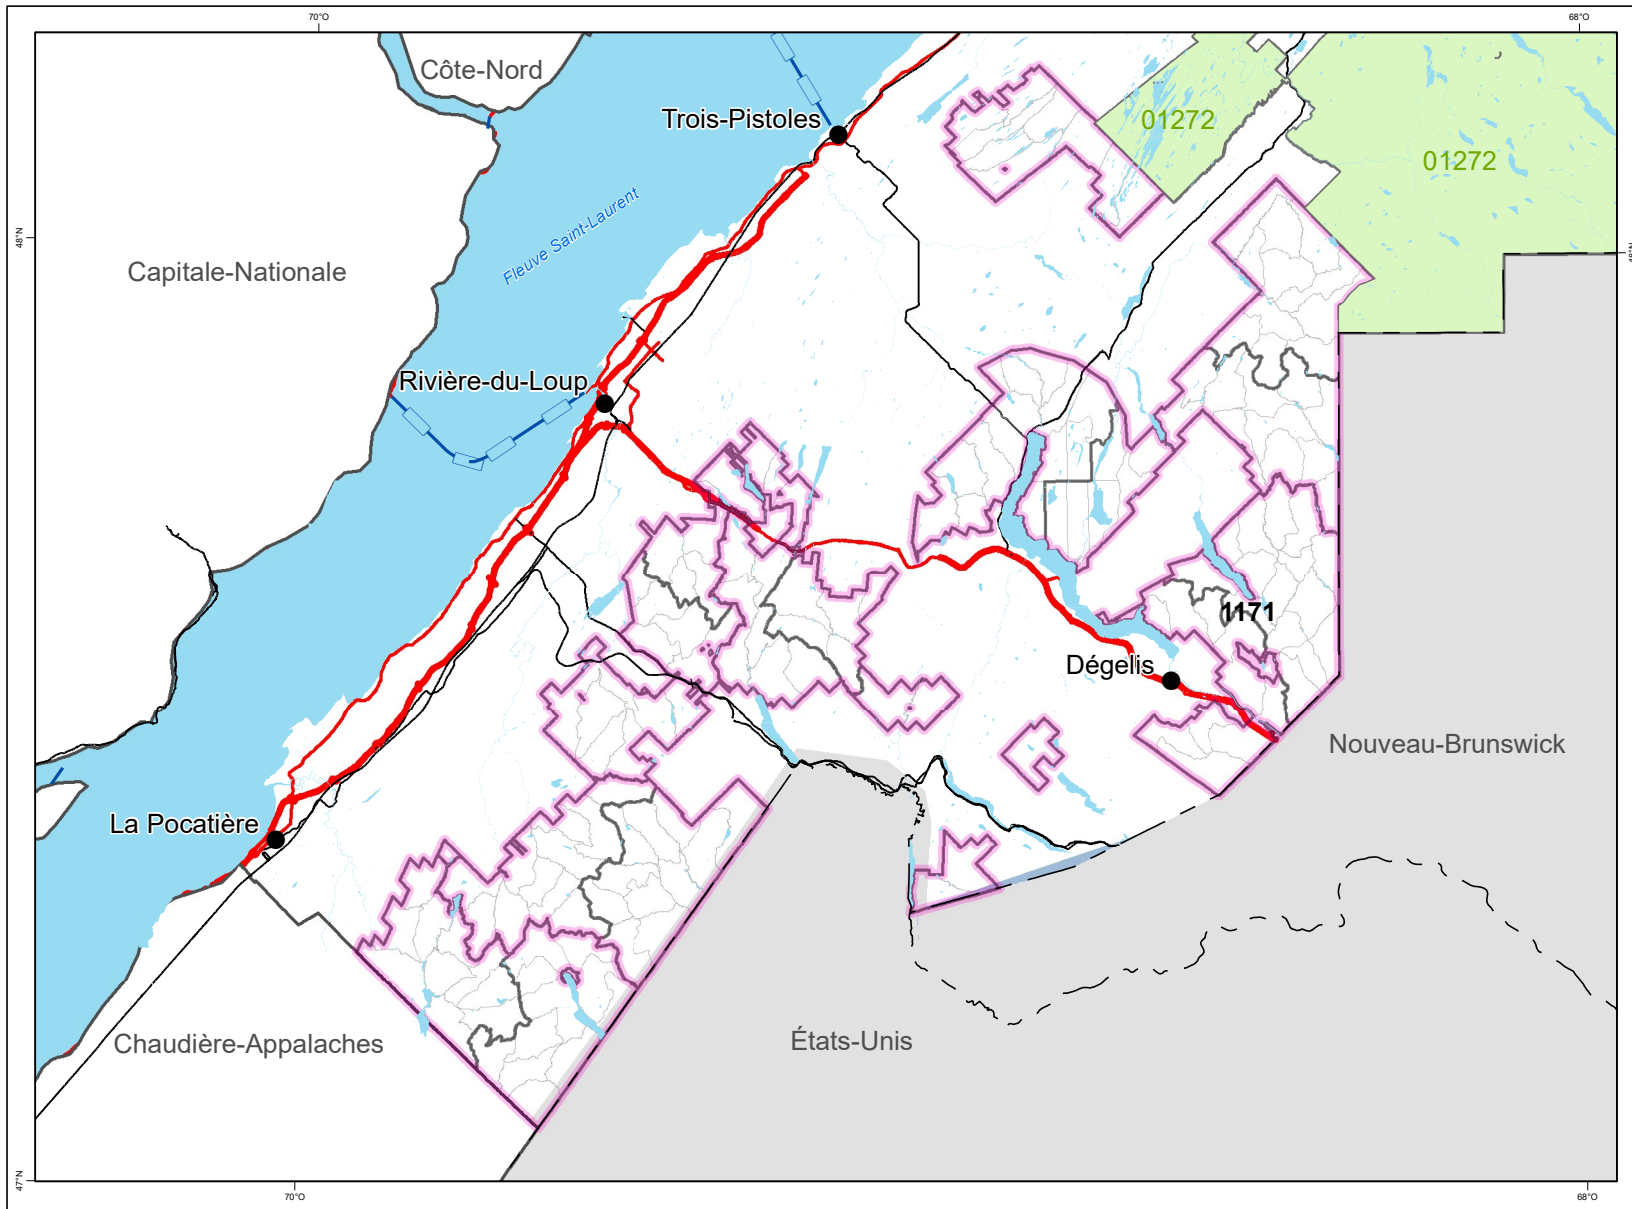 70°O
68°O
Côte-Nord
Trois-Pistoles
01272
01272
Fleuve Saint-Laurent
48°N
48°N
Capitale-Nationale
Rivière-du-Loup
1171
Dégelis
Nouveau-Brunswick
La Pocatière
Chaudière-Appalaches
États-Unis
47°N
70°O
68°O